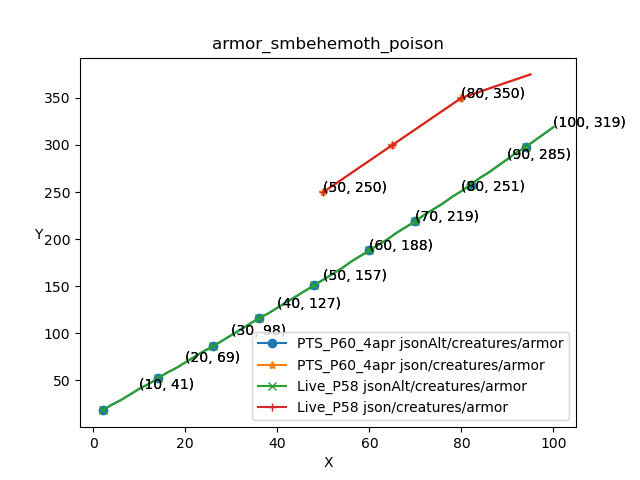 armor_smbehemoth_poison
350
300
250
200
150
100
50
Y
(80, 350)
(100, 319)
(90, 285)
(50, 250)
(80, 251)
(70, 219)
(60, 188)
(50, 157)
(40, 127)
(30, 98)
(20, 69)
(10, 41)
PTS_P60_4apr jsonAlt/creatures/armor
PTS_P60_4apr json/creatures/armor
Live_P58 jsonAlt/creatures/armor
Live_P58 json/creatures/armor
0 20 40 60 80 100
X